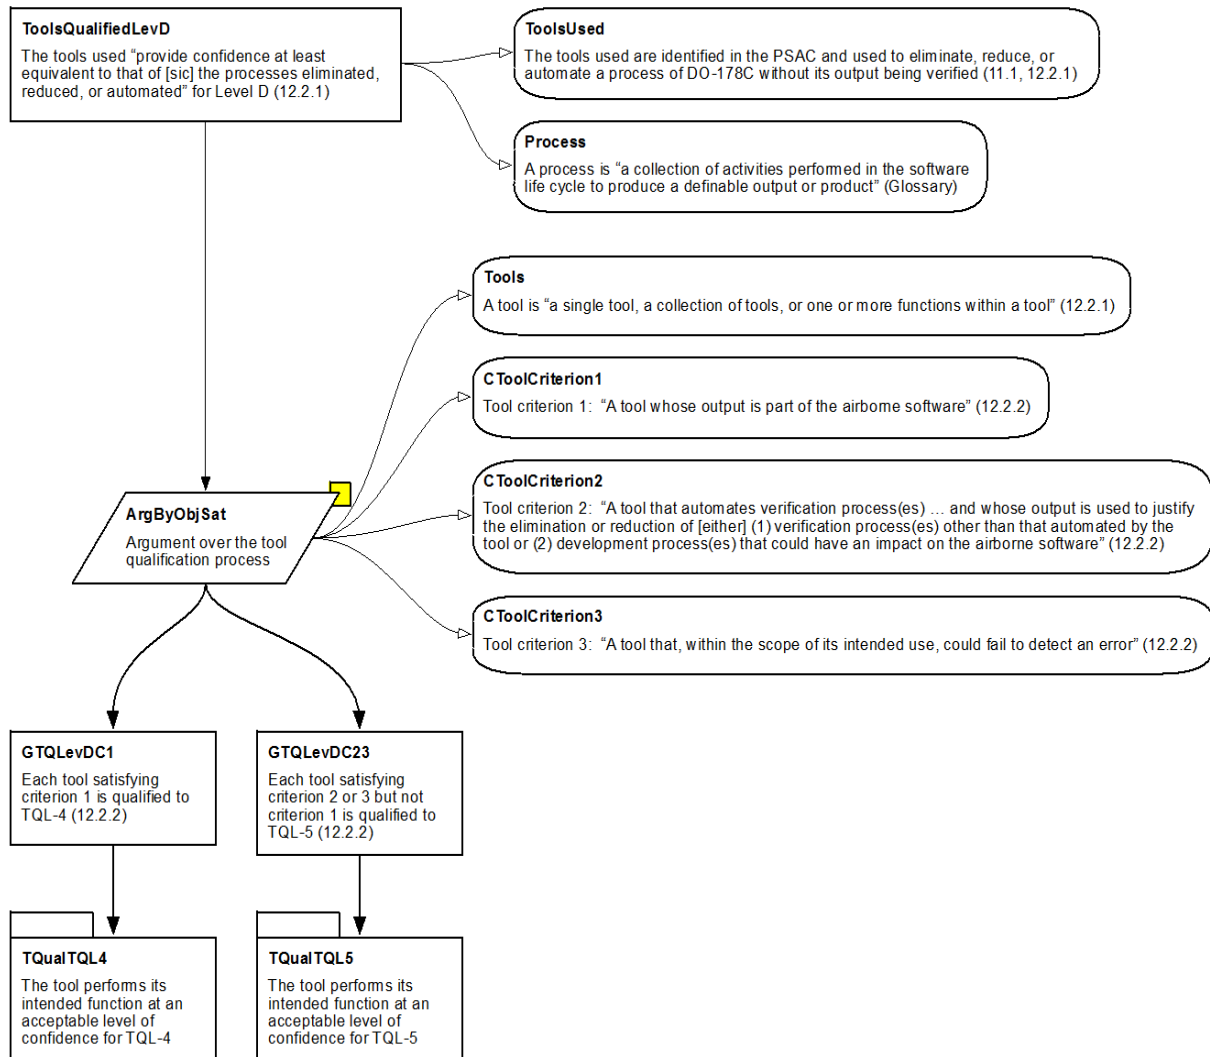 ToolsQualifiedLevD
The tools used “provide confidence at least
equivalent to that of [sic] the processes eliminated,
reduced, or automated” for Level D (12.2.1)
ToolsUsed
The tools used are identified in the PSAC and used to eliminate, reduce, or
automate a process of DO-178C without its output being verified (11.1, 12.2.1)
Process
A process is “a collection of activities performed in the software
life cycle to produce a definable output or product” (Glossary)
Tools
A tool is “a single tool, a collection of tools, or one or more functions within a tool” (12.2.1)
CToolCriterion1
Tool criterion 1:  “A tool whose output is part of the airborne software” (12.2.2)
CToolCriterion2
Tool criterion 2:  “A tool that automates verification process(es) … and whose output is used to justify
the elimination or reduction of [either] (1) verification process(es) other than that automated by the
tool or (2) development process(es) that could have an impact on the airborne software” (12.2.2)
ArgByObjSat
Argument over the tool
qualification process
CToolCriterion3
Tool criterion 3:  “A tool that, within the scope of its intended use, could fail to detect an error” (12.2.2)
GTQLevDC1
Each tool satisfying
criterion 1 is qualified to
TQL-4 (12.2.2)
GTQLevDC23
Each tool satisfying
criterion 2 or 3 but not
criterion 1 is qualified to
TQL-5 (12.2.2)
TQualTQL4
The tool performs its
intended function at an
acceptable level of
confidence for TQL-4
TQualTQL5
The tool performs its
intended function at an
acceptable level of
confidence for TQL-5